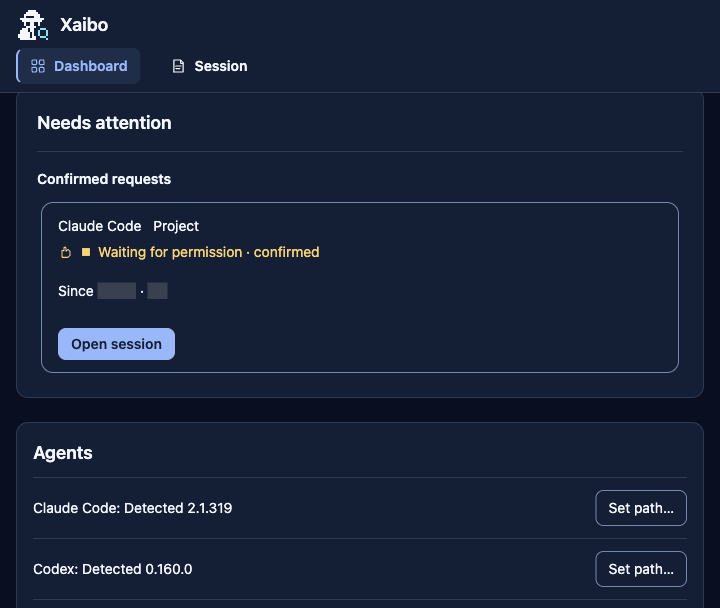 Xaibo
Dashboard
Session
Needs attention
Confirmed requests
Claude Code Project
Waiting for permission · confirmed
Since ·
Open session
Agents
Claude Code: Detected 2.1.319
Set path...
Codex: Detected 0.160.0
Set path...